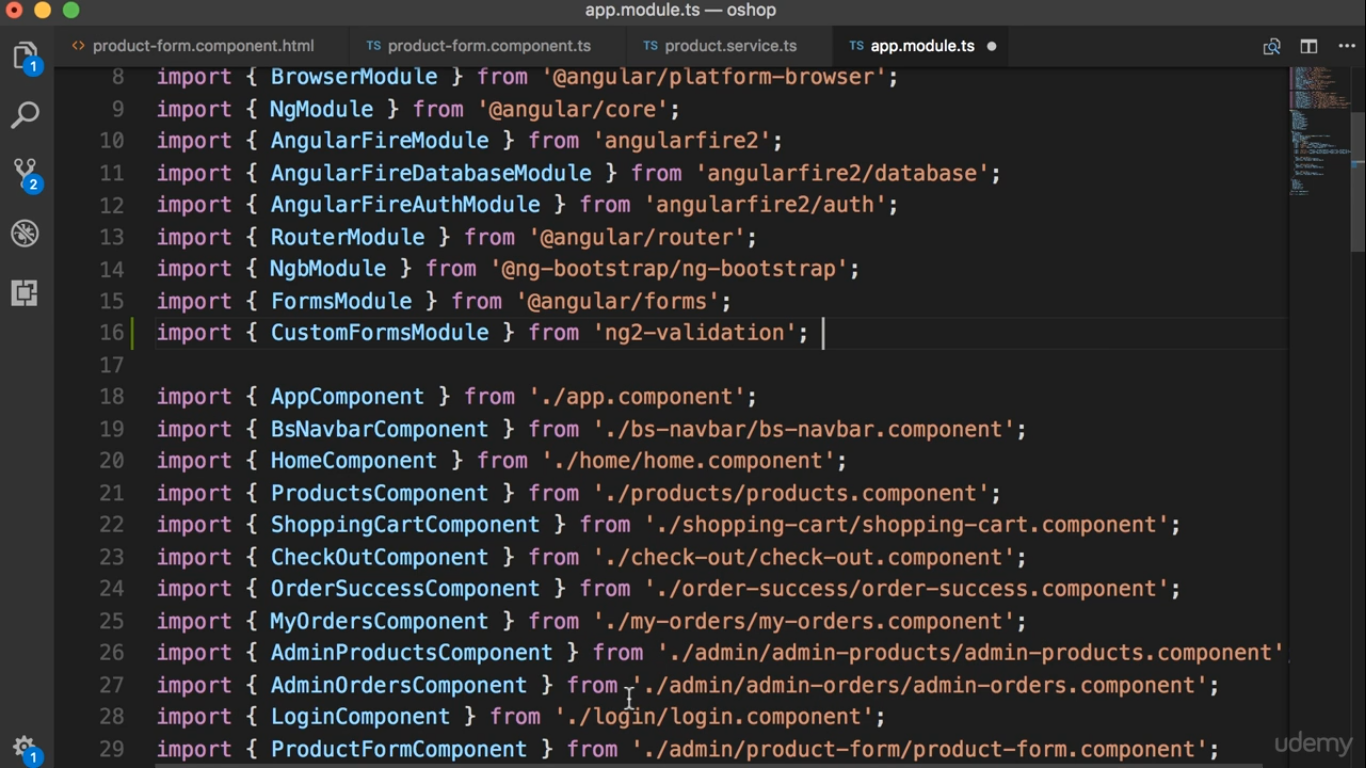 app.module.ts — oshop
<> product-form.component.html TS product-form.component.ts TS product.service.ts TS app.module.ts
8 import { BrowserModule } from '@angular/platform-browser';
9 import { NgModule } from '@angular/core';
10 import { AngularFireModule } from 'angularfire2';
11 import { AngularFireDatabaseModule } from 'angularfire2/database';
12 import { AngularFireAuthModule } from 'angularfire2/auth';
13 import { RouterModule } from '@angular/router';
14 import { NgbModule } from '@ng-bootstrap/ng-bootstrap';
15 import { FormsModule } from '@angular/forms';
16 import { CustomFormsModule } from 'ng2-validation';
17
18 import { AppComponent } from './app.component';
19 import { BsNavbarComponent } from './bs-navbar/bs-navbar.component';
20 import { HomeComponent } from './home/home.component';
21 import { ProductsComponent } from './products/products.component';
22 import { ShoppingCartComponent } from './shopping-cart/shopping-cart.component';
23 import { CheckOutComponent } from './check-out/check-out.component';
24 import { OrderSuccessComponent } from './order-success/order-success.component';
25 import { MyOrdersComponent } from './my-orders/my-orders.component';
26 import { AdminProductsComponent } from './admin/admin-products/admin-products.component'
27 import { AdminOrdersComponent } from './admin/admin-orders/admin-orders.component';
28 import { LoginComponent } from './login/login.component';
29 import { ProductFormComponent } from './admin/product-form/product-form.component';
1
2
1
udemy